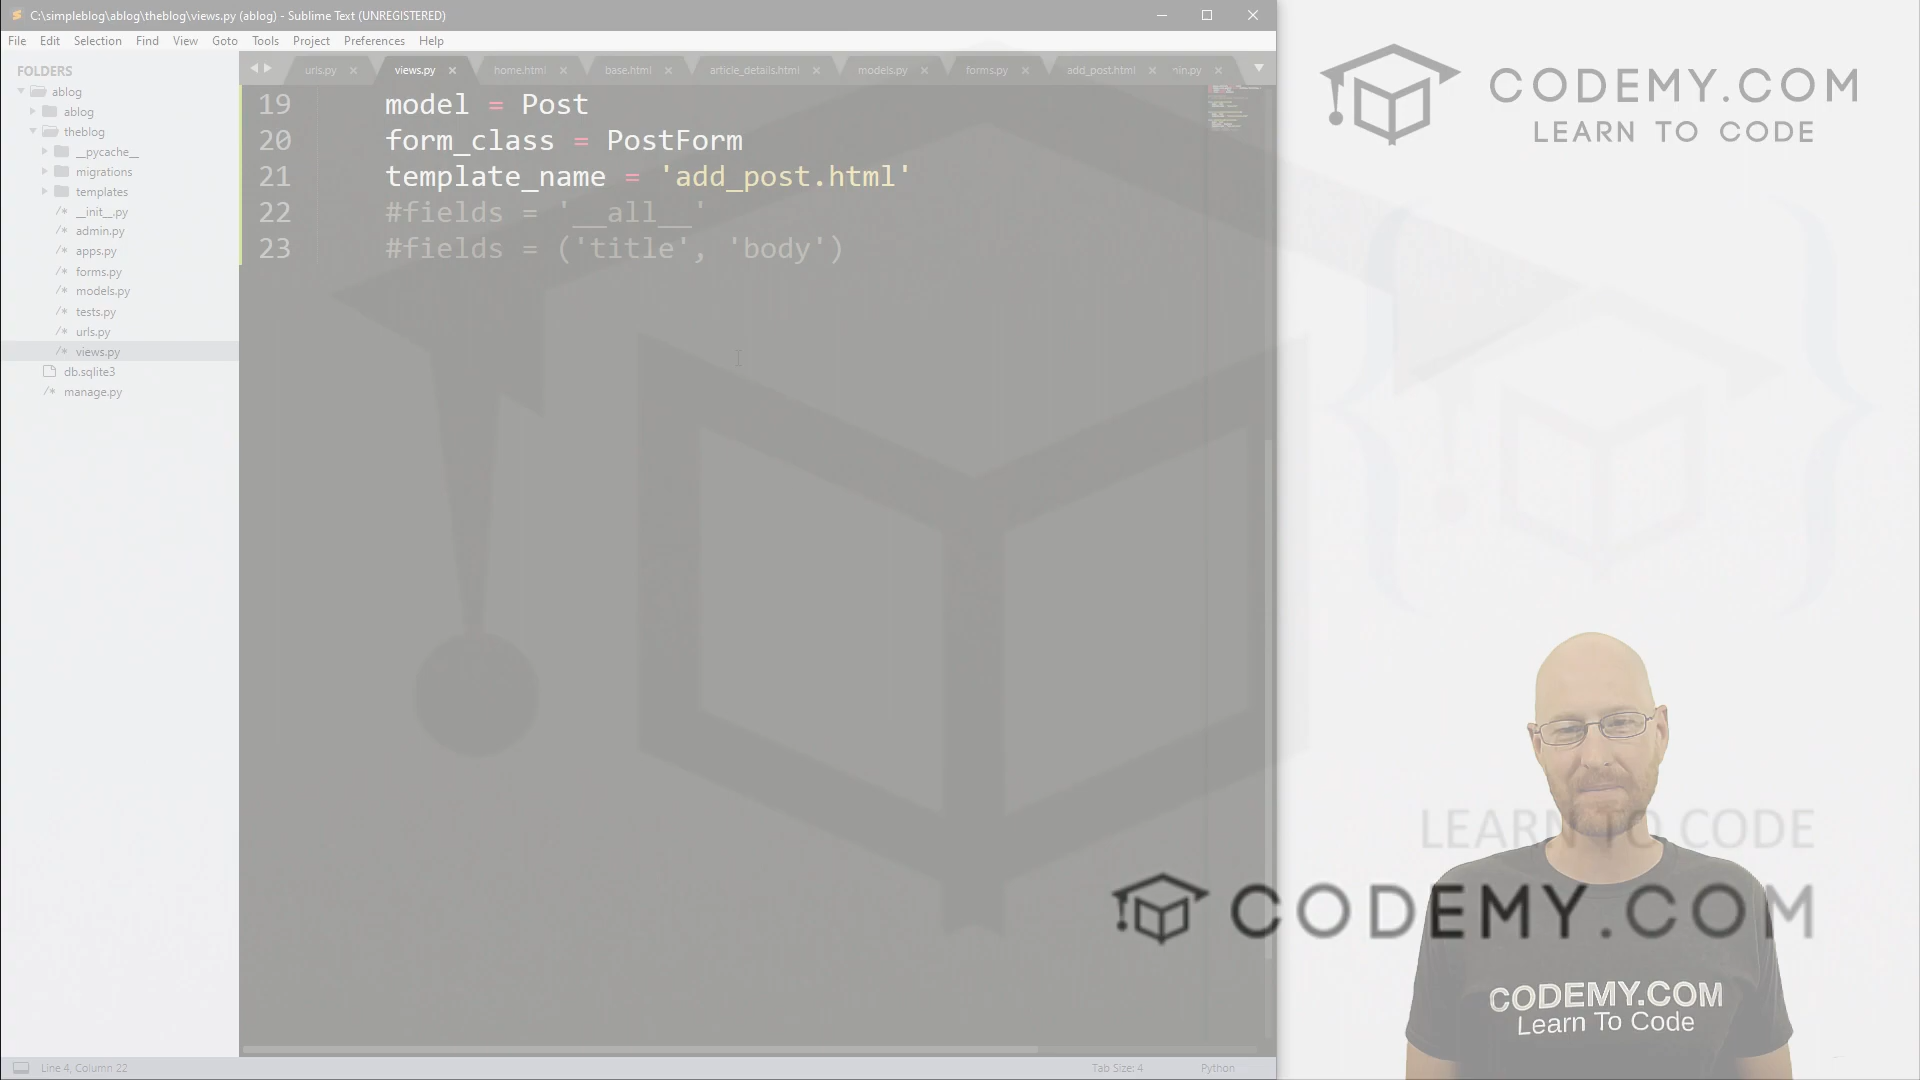 C:\simpleblog\ablog\theblog\views.py (ablog) - Sublime Text (UNREGISTERED)
File Edit Selection Find View Goto Tools Project Preferences Help
FOLDERS
ablog
ablog
theblog
__pycache__
migrations
templates
__init__.py
admin.py
apps.py
forms.py
models.py
tests.py
urls.py
views.py
db.sqlite3
manage.py
urls.py views.py home.html base.html article_details.html models.py forms.py add_post.html
19 model = Post
20 form_class = PostForm
21 template_name = 'add_post.html'
22 #fields = '__all__'
23 #fields = ('title', 'body')
Line 4, Column 22
Tab Size: 4
Python
CODEMY.COM
LEARN TO CODE
LEARN TO CODE
CODEMY.COM
CODEMY.COM
Learn To Code